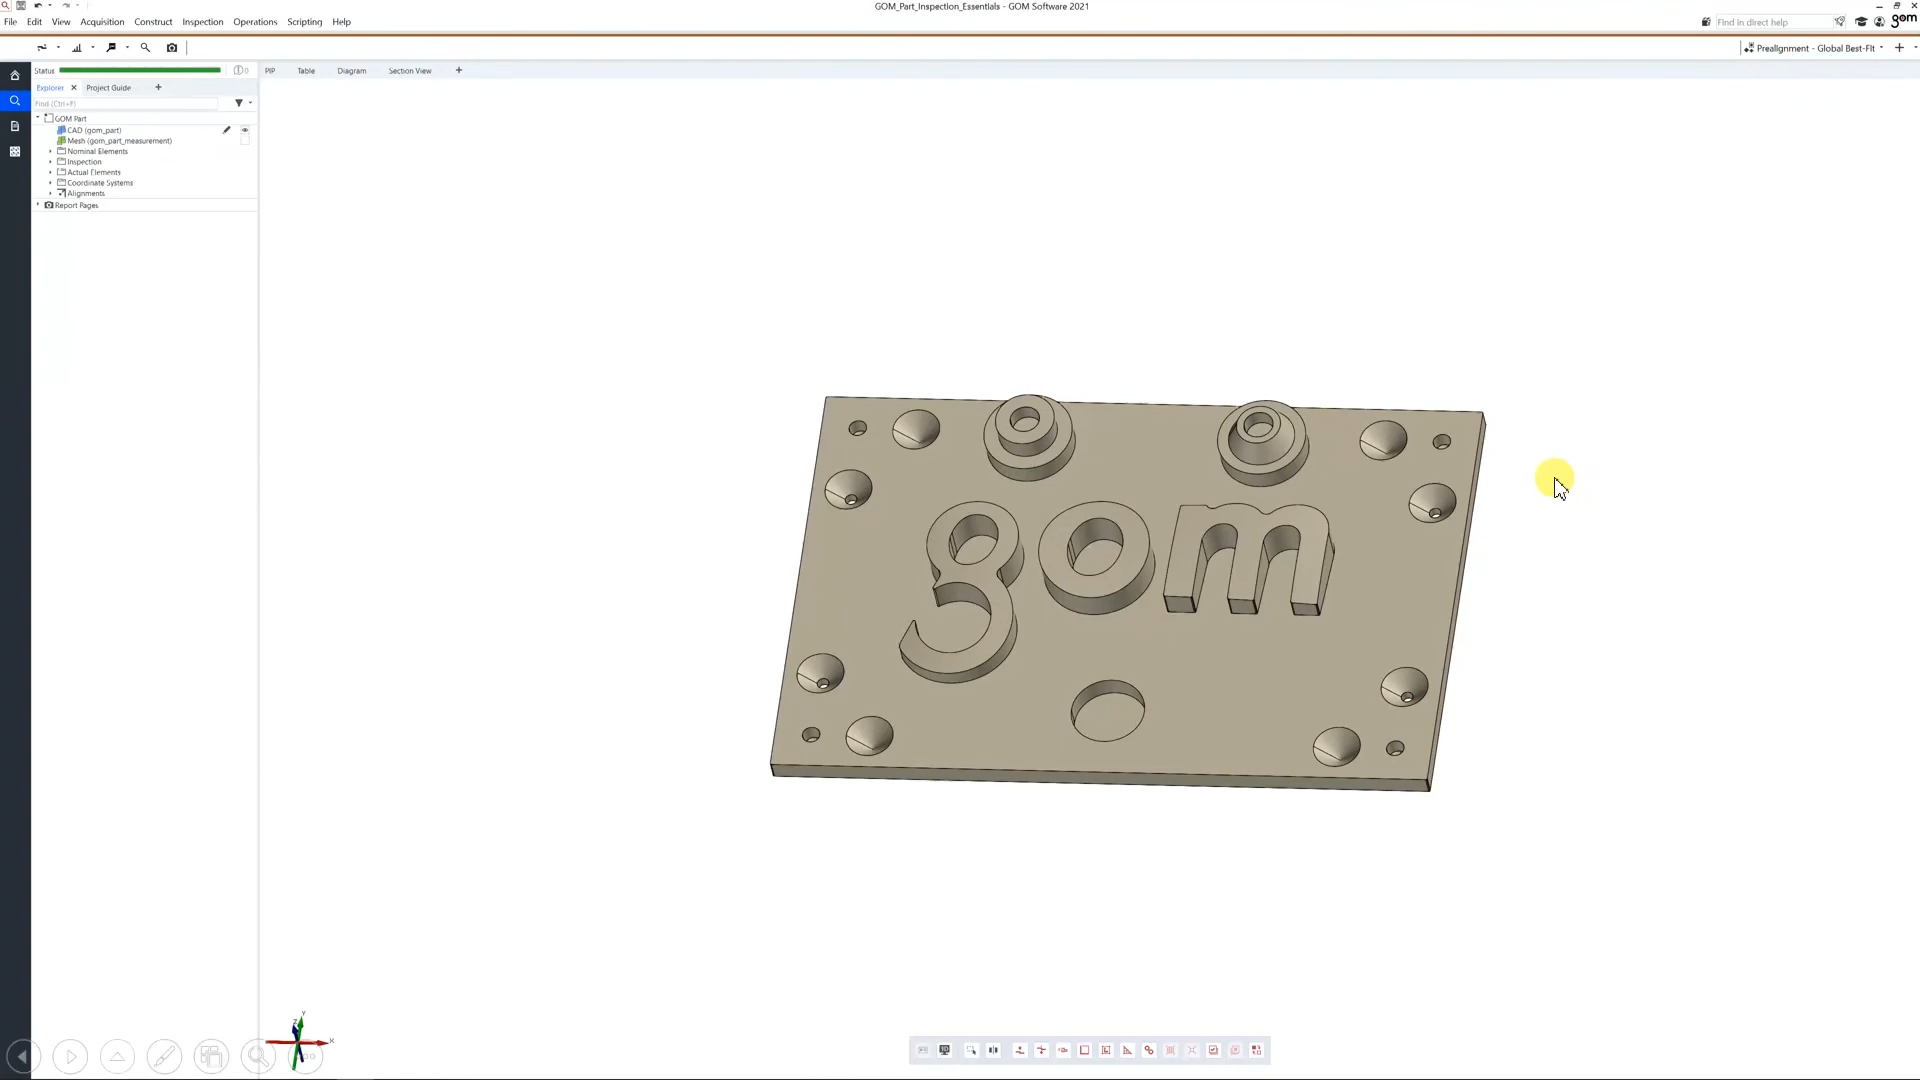 GOM_Part_Inspection_Essentials - GOM Software 2021
File Edit View Acquisition Construct Inspection Operations Scripting Help
Find in direct help
gom
Prealignment - Global Best-Fit
Status
PIP Table Diagram Section View +
Explorer Project Guide +
Find (Ctrl+F)
GOM Part
CAD (gom_part)
Mesh (gom_part_measurement)
Nominal Elements
Inspection
Actual Elements
Coordinate Systems
Alignments
Report Pages
gom
Y
Z
X